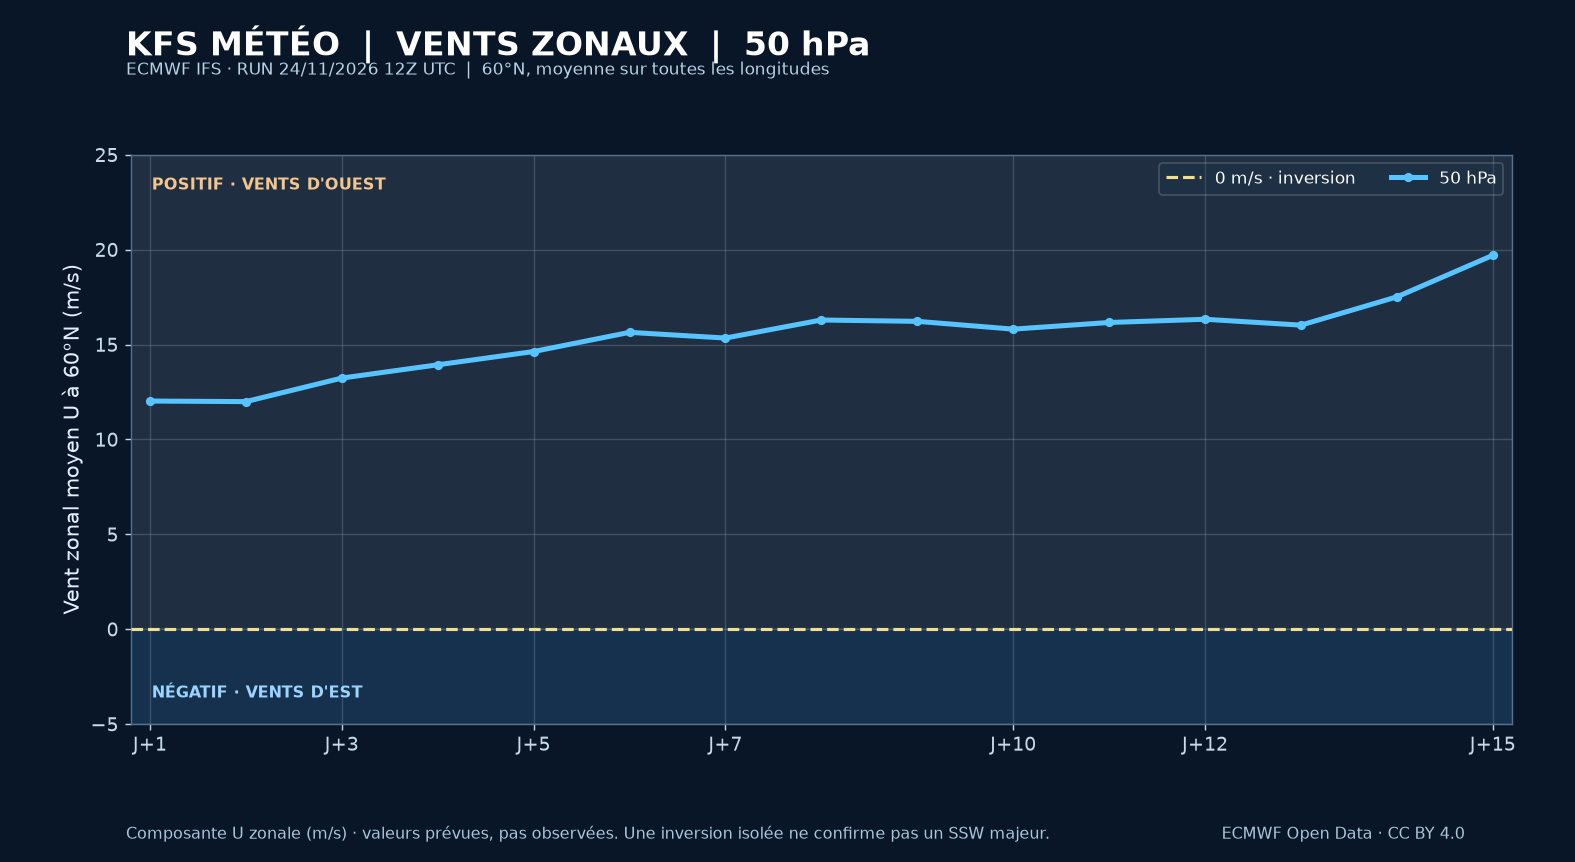 KFS MÉTÉO | VENTS ZONAUX | 50 hPa
ECMWF IFS · RUN 24/11/2026 12Z UTC | 60°N, moyenne sur toutes les longitudes
POSITIF · VENTS D'OUEST
0 m/s · inversion
50 hPa
Vent zonal moyen U à 60°N (m/s)
25
20
15
10
5
0
−5
NÉGATIF · VENTS D'EST
J+1 J+3 J+5 J+7 J+10 J+12 J+15
Composante U zonale (m/s) · valeurs prévues, pas observées. Une inversion isolée ne confirme pas un SSW majeur.
ECMWF Open Data · CC BY 4.0